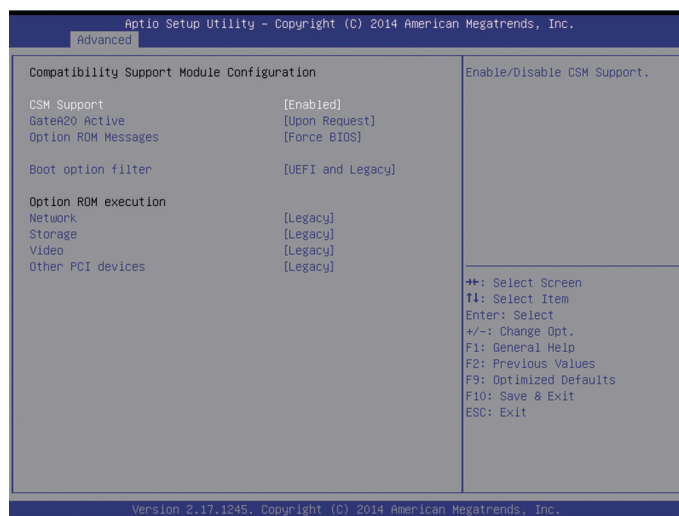 Aptio Setup Utility – Copyright (C) 2014 American Megatrends, Inc.
Advanced
Compatibility Support Module Configuration
CSM Support [Enabled]
GateA20 Active [Upon Request]
Option ROM Messages [Force BIOS]
Boot option filter [UEFI and Legacy]
Option ROM execution
Network [Legacy]
Storage [Legacy]
Video [Legacy]
Other PCI devices [Legacy]
Enable/Disable CSM Support.
→←: Select Screen
↑↓: Select Item
Enter: Select
+/-: Change Opt.
F1: General Help
F2: Previous Values
F9: Optimized Defaults
F10: Save & Exit
ESC: Exit
Version 2.17.1245. Copyright (C) 2014 American Megatrends, Inc.